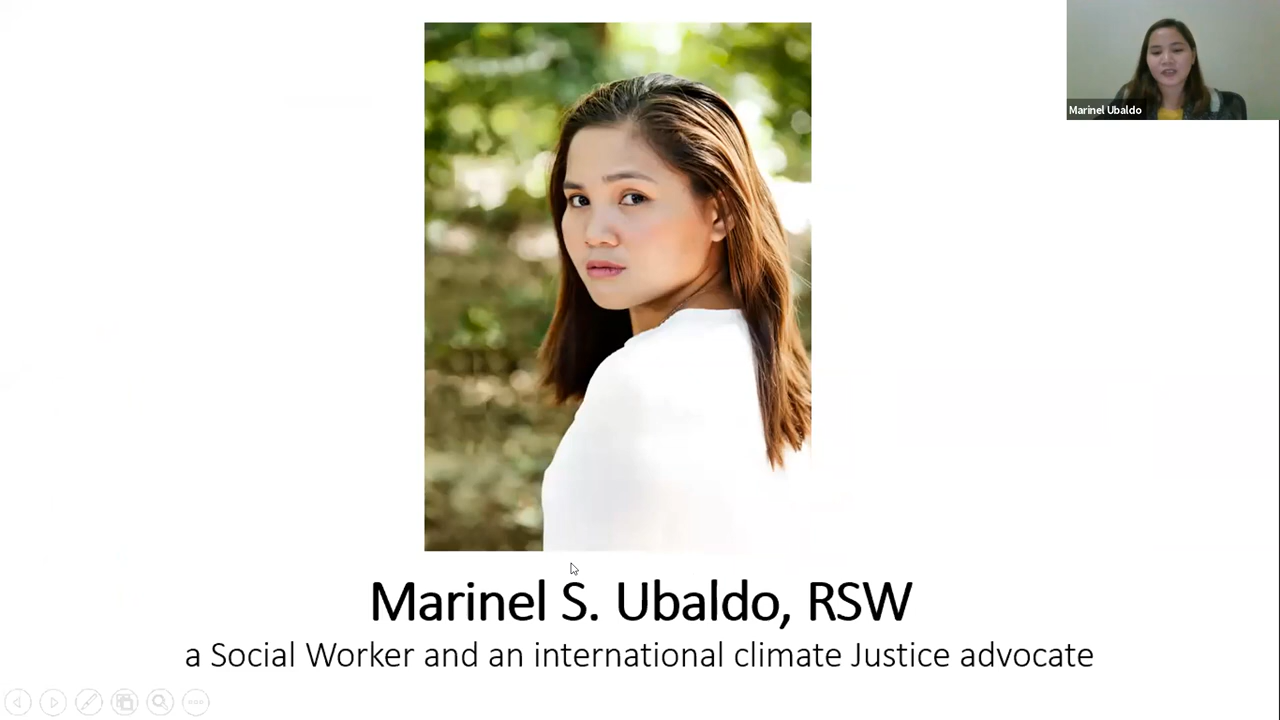 Marinel Ubaldo
Marinel S. Ubaldo, RSW
a Social Worker and an international climate Justice advocate